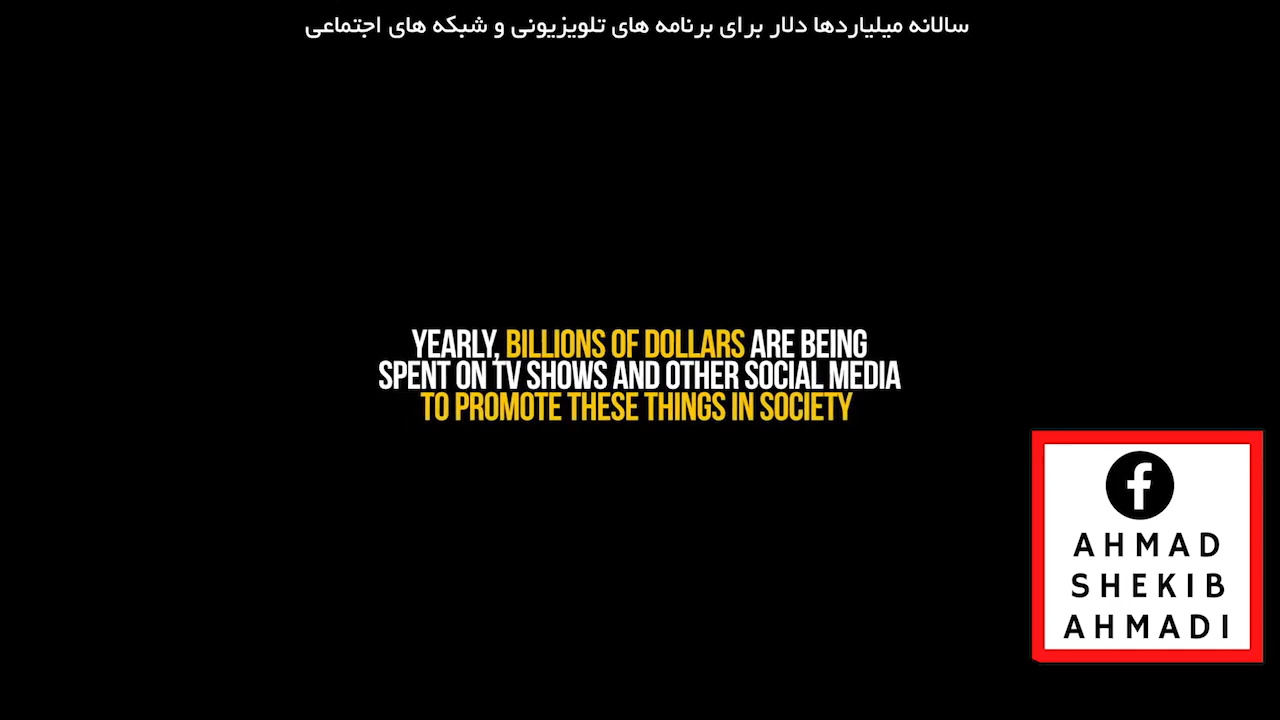 سالانه میلیاردها دلار برای برنامه های تلویزیونی و شبکه های اجتماعی
YEARLY, BILLIONS OF DOLLARS ARE BEING
SPENT ON TV SHOWS AND OTHER SOCIAL MEDIA
TO PROMOTE THESE THINGS IN SOCIETY
f
AHMAD
SHEKIB
AHMADI